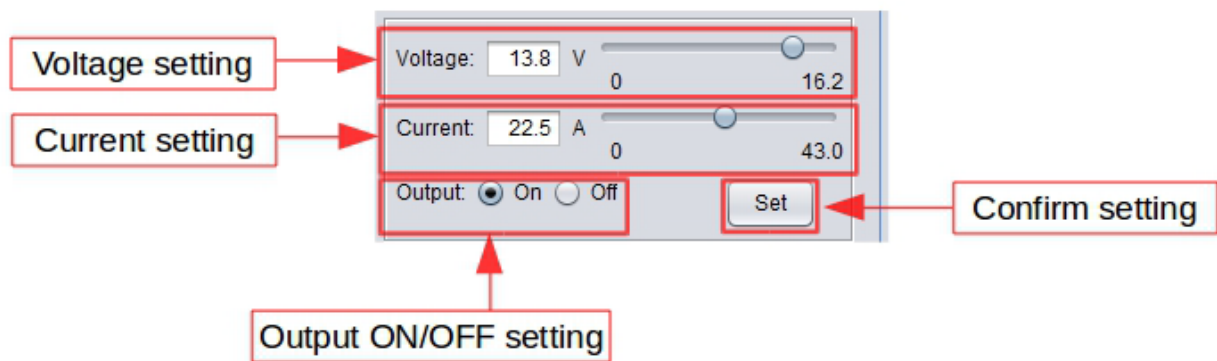 Voltage setting
Voltage: 13.8 V
0 16.2
Current setting
Current: 22.5 A
0 43.0
Output: On Off
Set
Confirm setting
Output ON/OFF setting